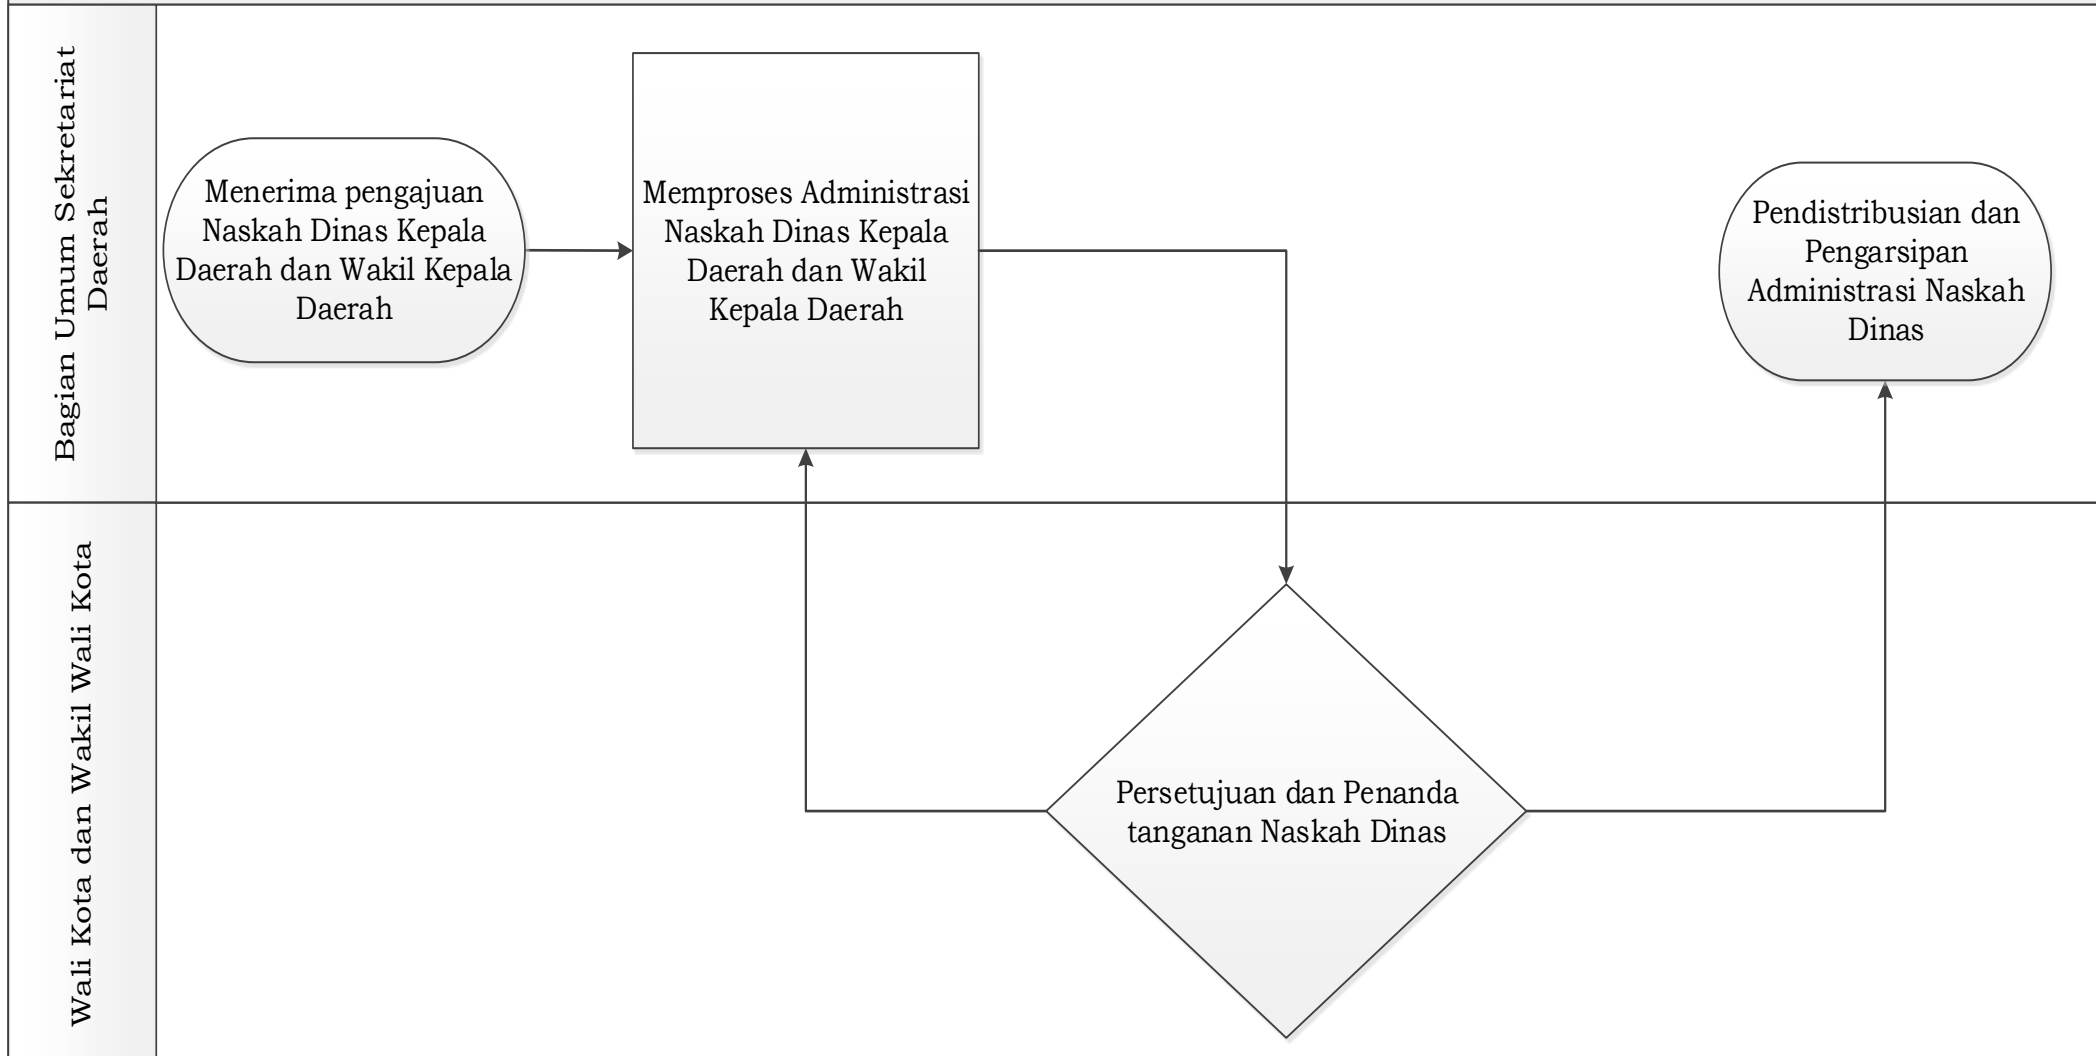 Bagian Umum Sekretariat
Daerah
Menerima pengajuan
Naskah Dinas Kepala
Daerah dan Wakil Kepala
Daerah
Memproses Administrasi
Naskah Dinas Kepala
Daerah dan Wakil
Kepala Daerah
Pendistribusian dan
Pengarsipan
Administrasi Naskah
Dinas
Wali Kota dan Wakil Wali Kota
Persetujuan dan Penanda
tanganan Naskah Dinas